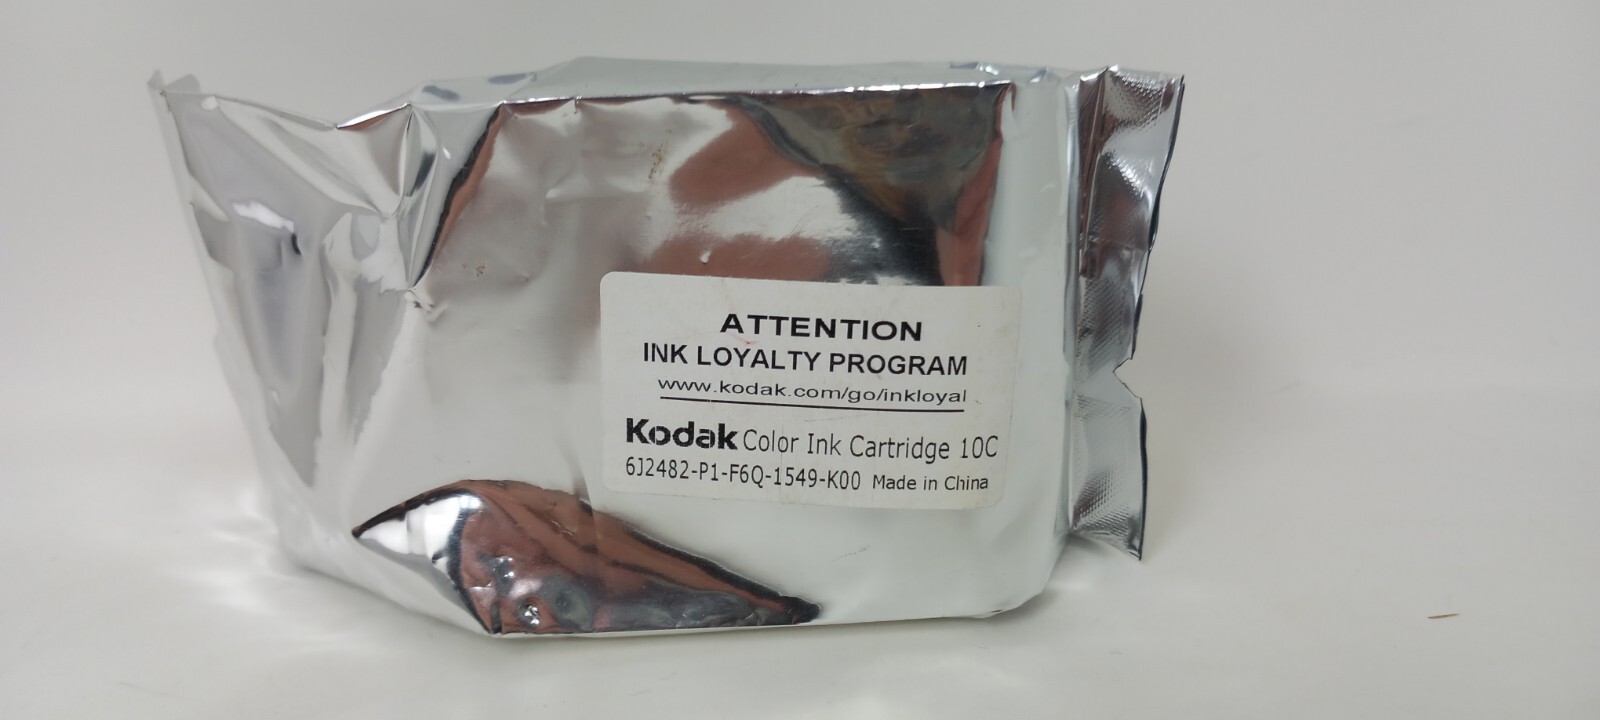 ATTENTION
INK LOYALTY PROGRAM
www.kodak.com/go/inkloyal
Kodak Color Ink Cartridge 10C
6J2482-P1-F6Q-1549-K00 Made in China